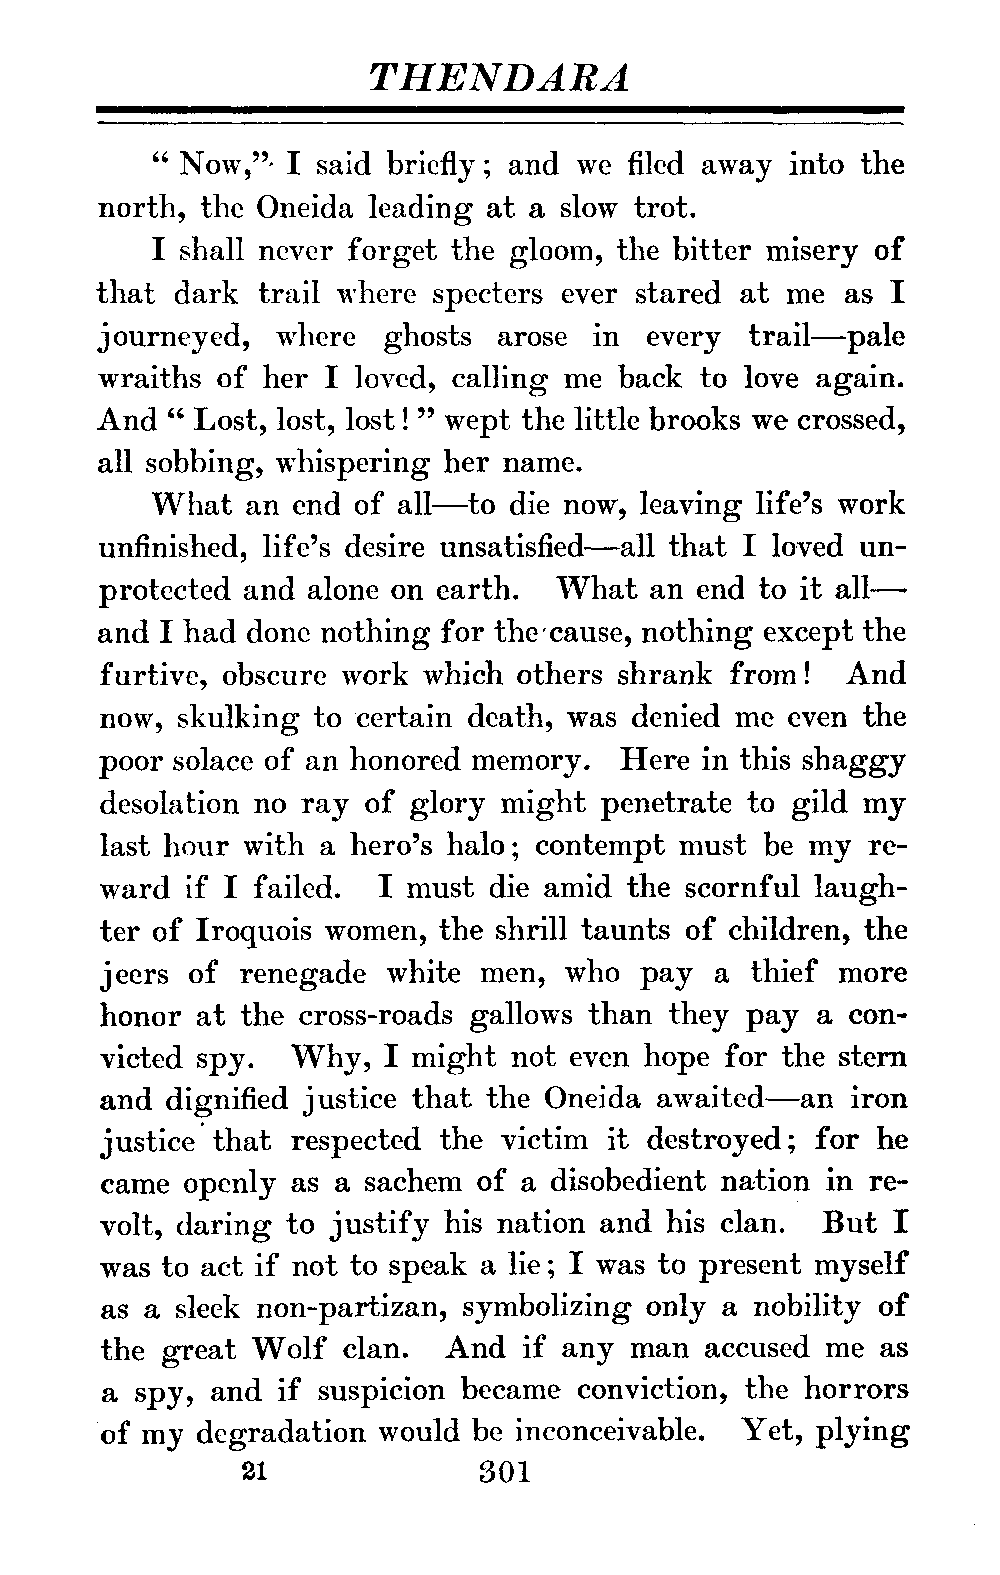 THENDARA
“ Now,” I said briefly; and we filed away into the
north, the Oneida leading at a slow trot.
I shall never forget the gloom, the bitter misery of
that dark trail where specters ever stared at me as I
journeyed, where ghosts arose in every trail—pale
wraiths of her I loved, calling me back to love again.
And “ Lost, lost, lost! ” wept the little brooks we crossed,
all sobbing, whispering her name.
What an end of all—to die now, leaving life’s work
unfinished, life’s desire unsatisfied—all that I loved un-
protected and alone on earth. What an end to it all—
and I had done nothing for the cause, nothing except the
furtive, obscure work which others shrank from! And
now, skulking to certain death, was denied me even the
poor solace of an honored memory. Here in this shaggy
desolation no ray of glory might penetrate to gild my
last hour with a hero’s halo; contempt must be my re-
ward if I failed. I must die amid the scornful laugh-
ter of Iroquois women, the shrill taunts of children, the
jeers of renegade white men, who pay a thief more
honor at the cross-roads gallows than they pay a con-
victed spy. Why, I might not even hope for the stern
and dignified justice that the Oneida awaited—an iron
justice that respected the victim it destroyed; for he
came openly as a sachem of a disobedient nation in re-
volt, daring to justify his nation and his clan. But I
was to act if not to speak a lie; I was to present myself
as a sleek non-partizan, symbolizing only a nobility of
the great Wolf clan. And if any man accused me as
a spy, and if suspicion became conviction, the horrors
of my degradation would be inconceivable. Yet, plying
21 301